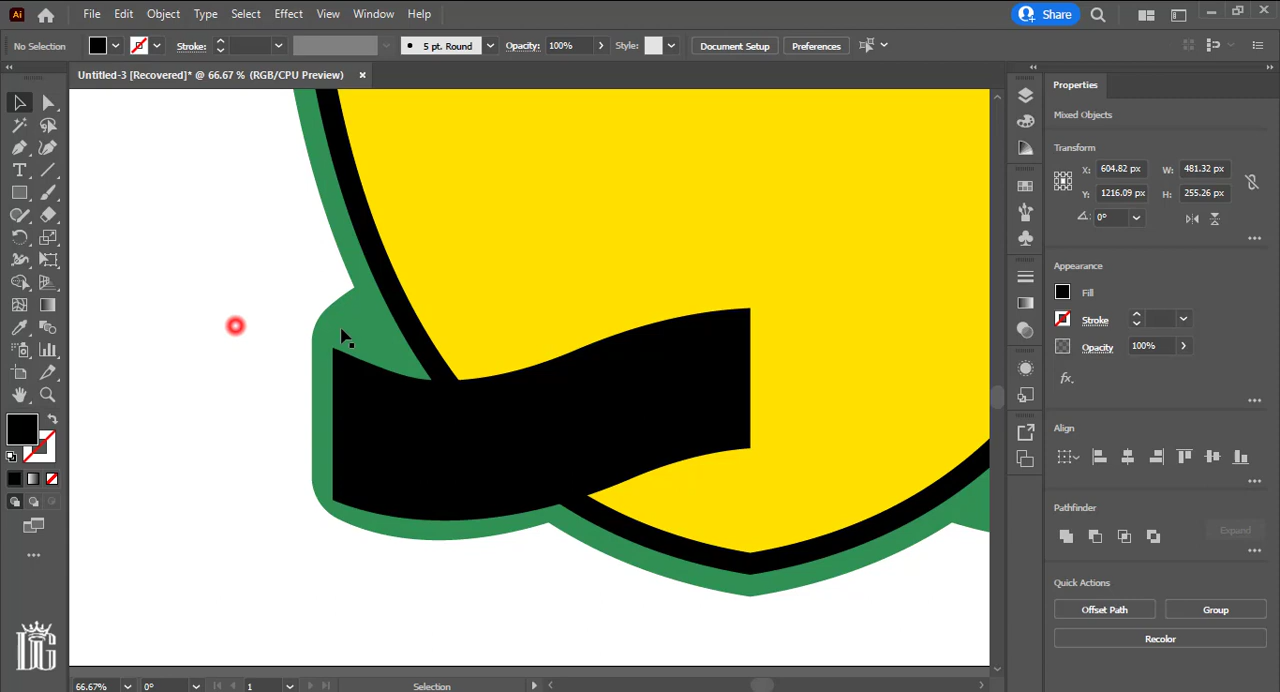 Ai File Edit Object Type Select Effect View Window Help Share
No Selection Stroke: 5 pt. Round Opacity: 100% Style: Document Setup Preferences
Untitled-3 [Recovered]* @ 66.67 % (RGB/CPU Preview)
Properties
Mixed Objects
Transform
X: 604.82 px W: 481.32 px
Y: 1216.09 px H: 255.26 px
0°
Appearance
Fill
Stroke
Opacity 100%
fx.
Align
Pathfinder
Expand
Quick Actions
Offset Path Group
Recolor
DG
66.67% 0° 1 Selection